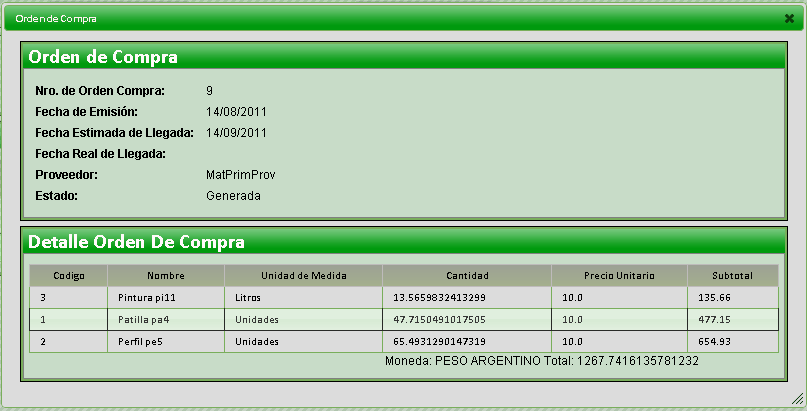 Orden de Compra
Orden de Compra
Nro. de Orden Compra: 9
Fecha de Emisión: 14/08/2011
Fecha Estimada de Llegada: 14/09/2011
Fecha Real de Llegada:
Proveedor: MatPrimProv
Estado: Generada
Detalle Orden De Compra
Codigo Nombre Unidad de Medida Cantidad Precio Unitario Subtotal
3 Pintura pi11 Litros 13.5659832413299 10.0 135.66
1 Patilla pa4 Unidades 47.7150491017505 10.0 477.15
2 Perfil pe5 Unidades 65.4931290147319 10.0 654.93
Moneda: PESO ARGENTINO Total: 1267.7416135781232